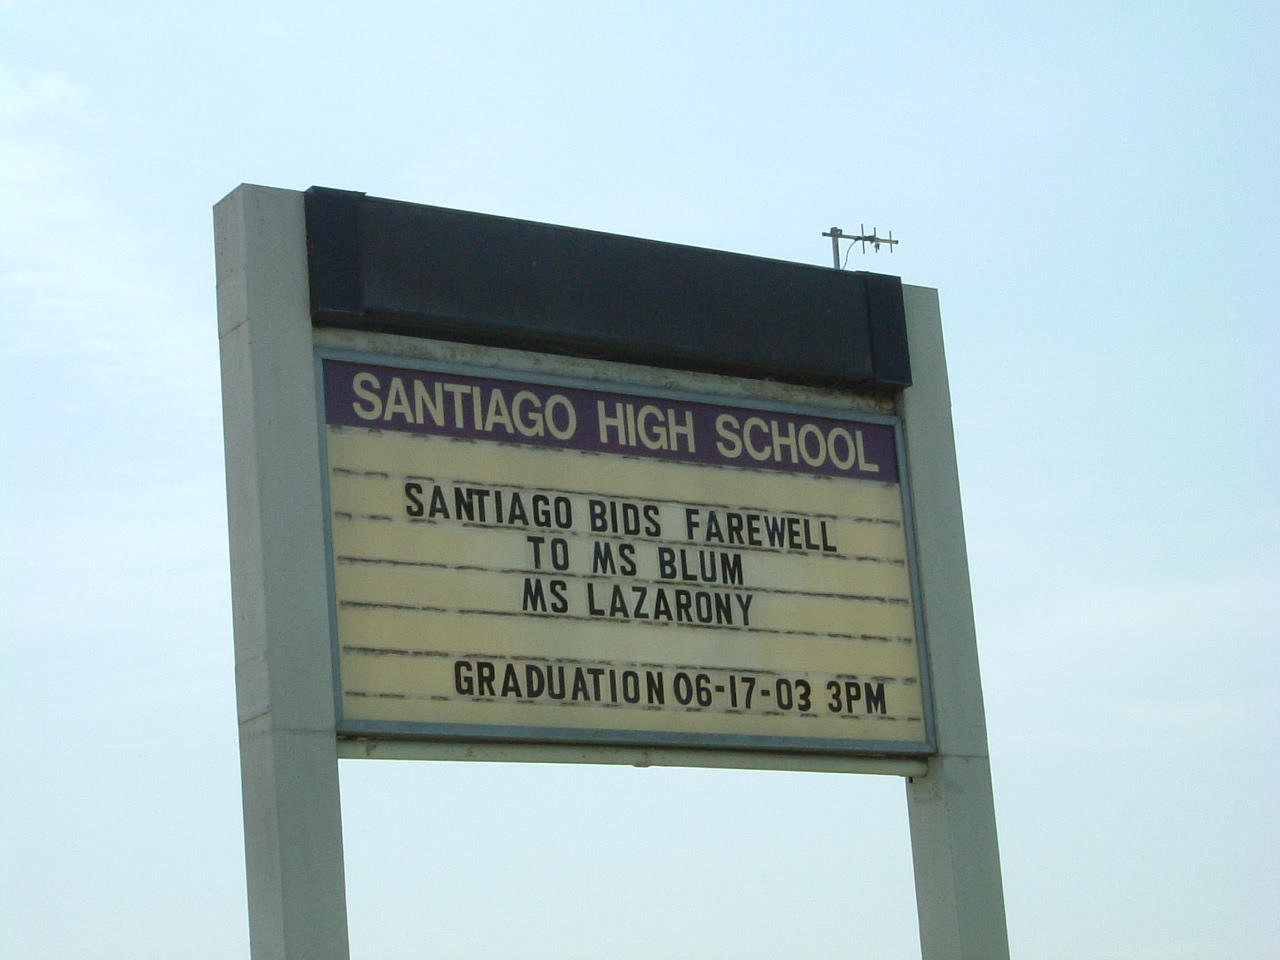 SANTIAGO HIGH SCHOOL
SANTIAGO BIDS FAREWELL
TO MS BLUM
MS LAZARONY
GRADUATION 06-17-03 3PM